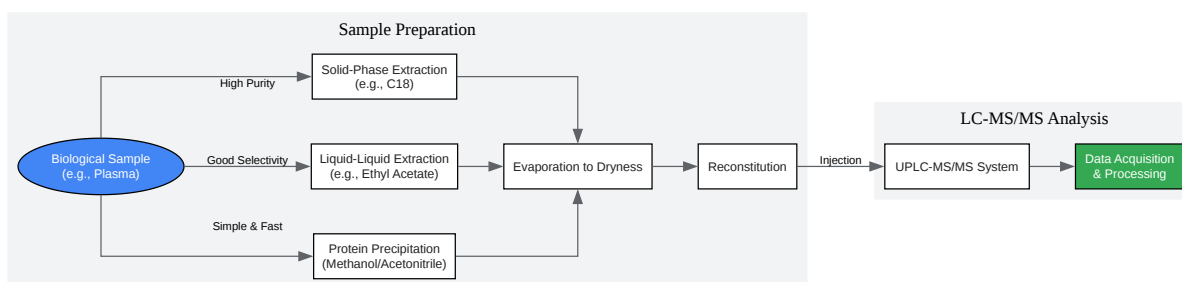 Sample Preparation
High Purity
Solid-Phase Extraction
(e.g., C18)
Biological Sample
(e.g., Plasma)
Good Selectivity
Liquid-Liquid Extraction
(e.g., Ethyl Acetate)
Simple & Fast
Protein Precipitation
(Methanol/Acetonitrile)
Evaporation to Dryness
Reconstitution
Injection
LC-MS/MS Analysis
UPLC-MS/MS System
Data Acquisition
& Processing